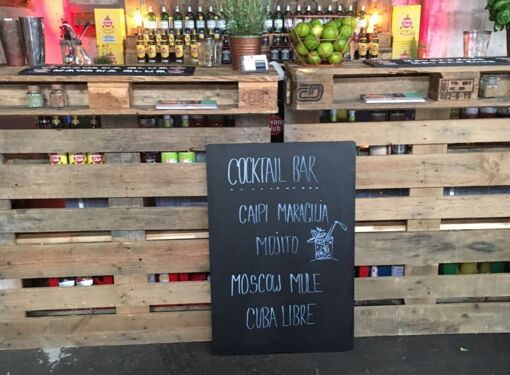 COCKTAIL BAR
CAIPI MARACUJA
MOJITO
MOSCOW MULE
CUBA LIBRE